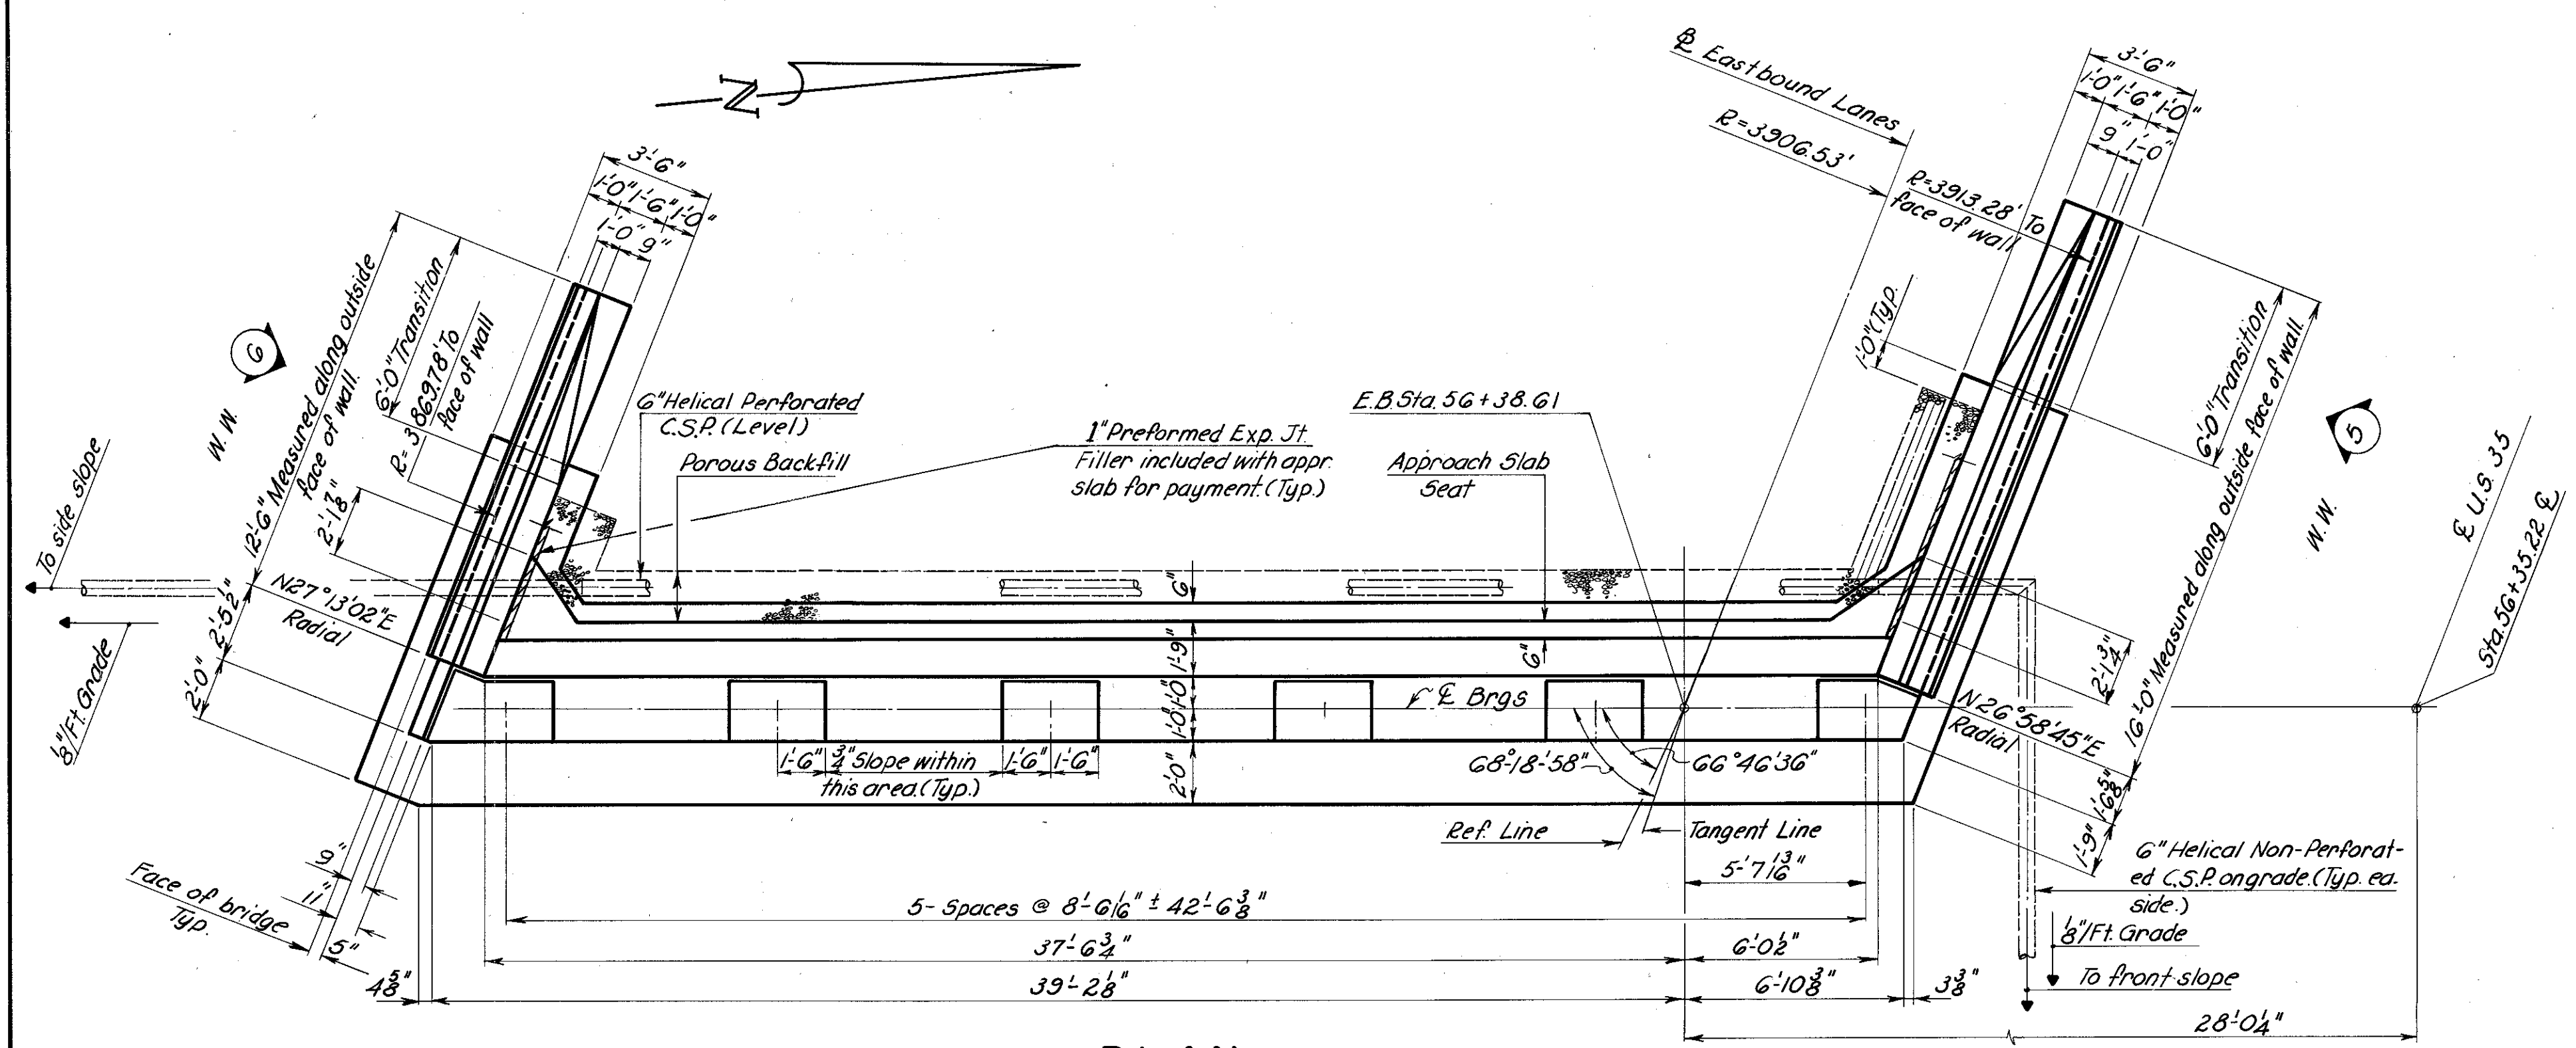 N
℄ Eastbound Lanes
R=3906.53'
R=3913.28' To
face of wall
3'-6"
1'-0" 1'-6" 1'-0"
9" 1'-0"
3'-6"
1'-0" 1'-6" 1'-0"
1'-0" 9"
12'-6" Measured along outside
face of wall.
6'-0" Transition
R=3869.78' To
face of wall
6
W.W.
To side slope
2'-1 7/8"
N27°13'02"E
Radial
2'-5 1/2"
2'-0"
1/8"/Ft. Grade
6" Helical Perforated
C.S.P. (Level)
Porous Backfill
1" Preformed Exp. Jt.
Filler included with appr.
slab for payment. (Typ.)
E.B. Sta. 56+38.61
Approach Slab
Seat
1'-0" (Typ.
6'-0" Transition
16'-0" Measured along outside face of wall.
5
W.W.
℄ U.S. 35
Sta. 56+35.22 ℄
6"
6"
1'-9"
1'-0"
1'-0"
2'-0"
℄ Brgs
1'-6"
3/4" Slope within
this area. (Typ.)
1'-6" 1'-6"
68°-18'-58"
66°46'36"
2'-1 3/4"
N26°58'45"E
Radial
1'-6 5/8"
1'-9"
Ref. Line
Tangent Line
5'-7 13/16"
6" Helical Non-Perforat-
ed C.S.P. on grade. (Typ. ea.
side.)
1/8"/Ft. Grade
To front slope
9"
11"
5"
Face of bridge
Typ.
5- Spaces @ 8'-6 1/16" ± 42'-6 3/8"
37'-6 3/4"
6'-0 1/2"
4 5/8"
39'-2 1/8"
6'-10 3/8"
3 3/8"
28'-0 1/4"